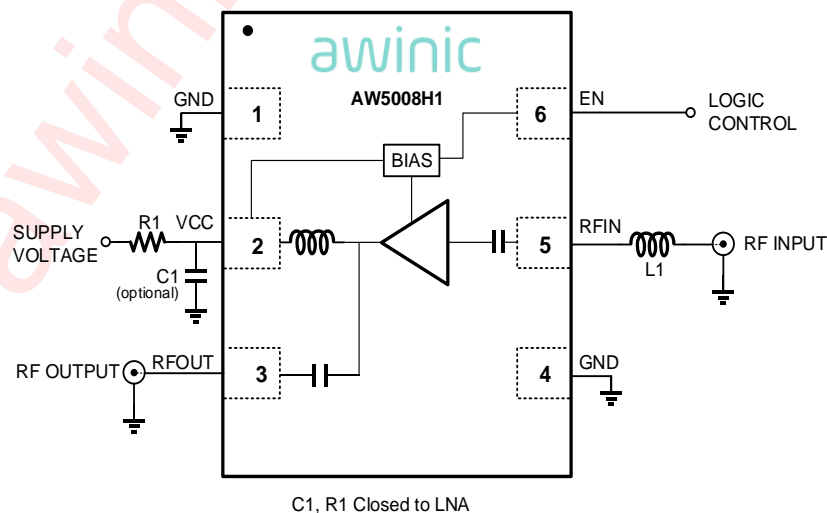 awinic
AW5008H1
GND
1
6
EN
LOGIC
CONTROL
BIAS
SUPPLY
VOLTAGE
R1
VCC
2
C1
(optional)
5
RFIN
L1
RF INPUT
RF OUTPUT
RFOUT
3
4
GND
C1, R1 Closed to LNA
awini